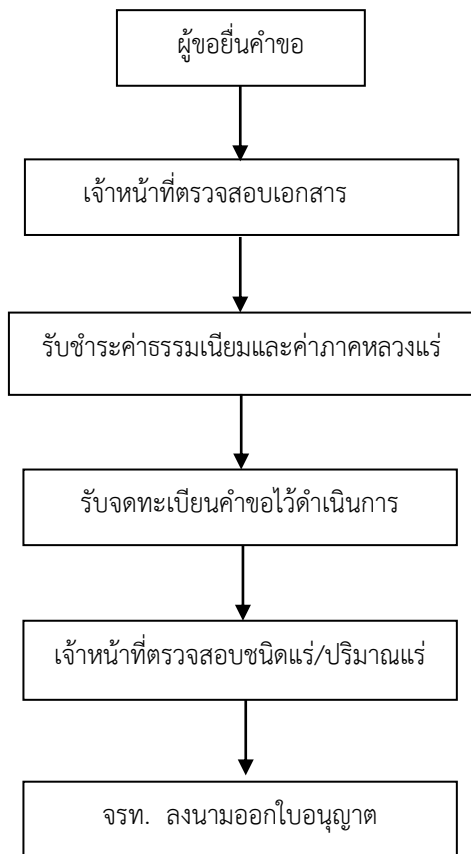 ผู้ขอยื่นคำขอ
เจ้าหน้าที่ตรวจสอบเอกสาร
รับชำระค่าธรรมเนียมและค่าภาคหลวงแร่
รับจดทะเบียนคำขอไว้ดำเนินการ
เจ้าหน้าที่ตรวจสอบชนิดแร่/ปริมาณแร่
จรท. ลงนามออกใบอนุญาต